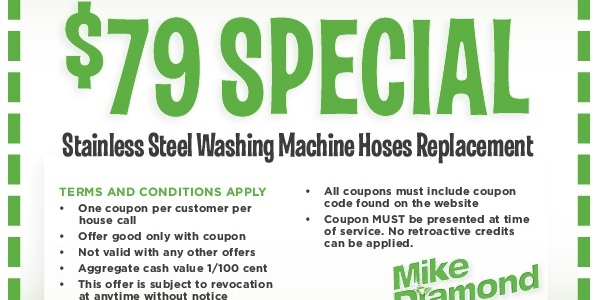 $79 SPECIAL
Stainless Steel Washing Machine Hoses Replacement
TERMS AND CONDITIONS APPLY
• One coupon per customer per
house call
• Offer good only with coupon
• Not valid with any other offers
• Aggregate cash value 1/100 cent
• This offer is subject to revocation
at anytime without notice
• All coupons must include coupon
code found on the website
• Coupon MUST be presented at time
of service. No retroactive credits
can be applied.
Mike
Diamond